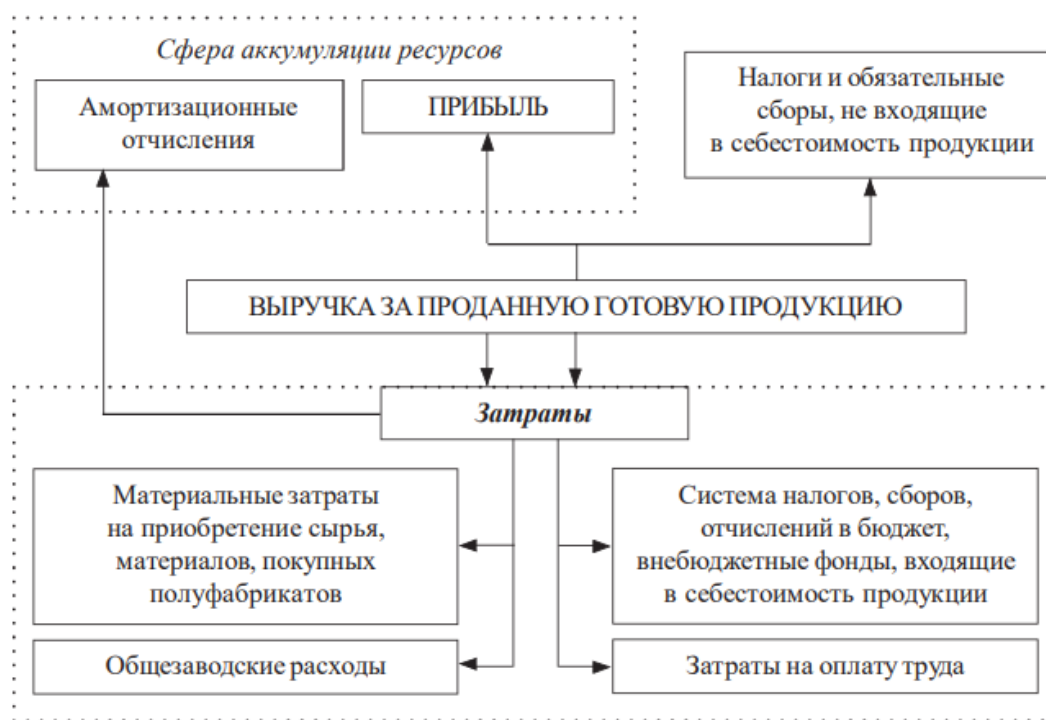 Сфера аккумуляции ресурсов
Амортизационные
отчисления
ПРИБЫЛЬ
Налоги и обязательные
сборы, не входящие
в себестоимость продукции
ВЫРУЧКА ЗА ПРОДАННУЮ ГОТОВУЮ ПРОДУКЦИЮ
Затраты
Материальные затраты
на приобретение сырья,
материалов, покупных
полуфабрикатов
Система налогов, сборов,
отчислений в бюджет,
внебюджетные фонды, входящие
в себестоимость продукции
Общезаводские расходы
Затраты на оплату труда